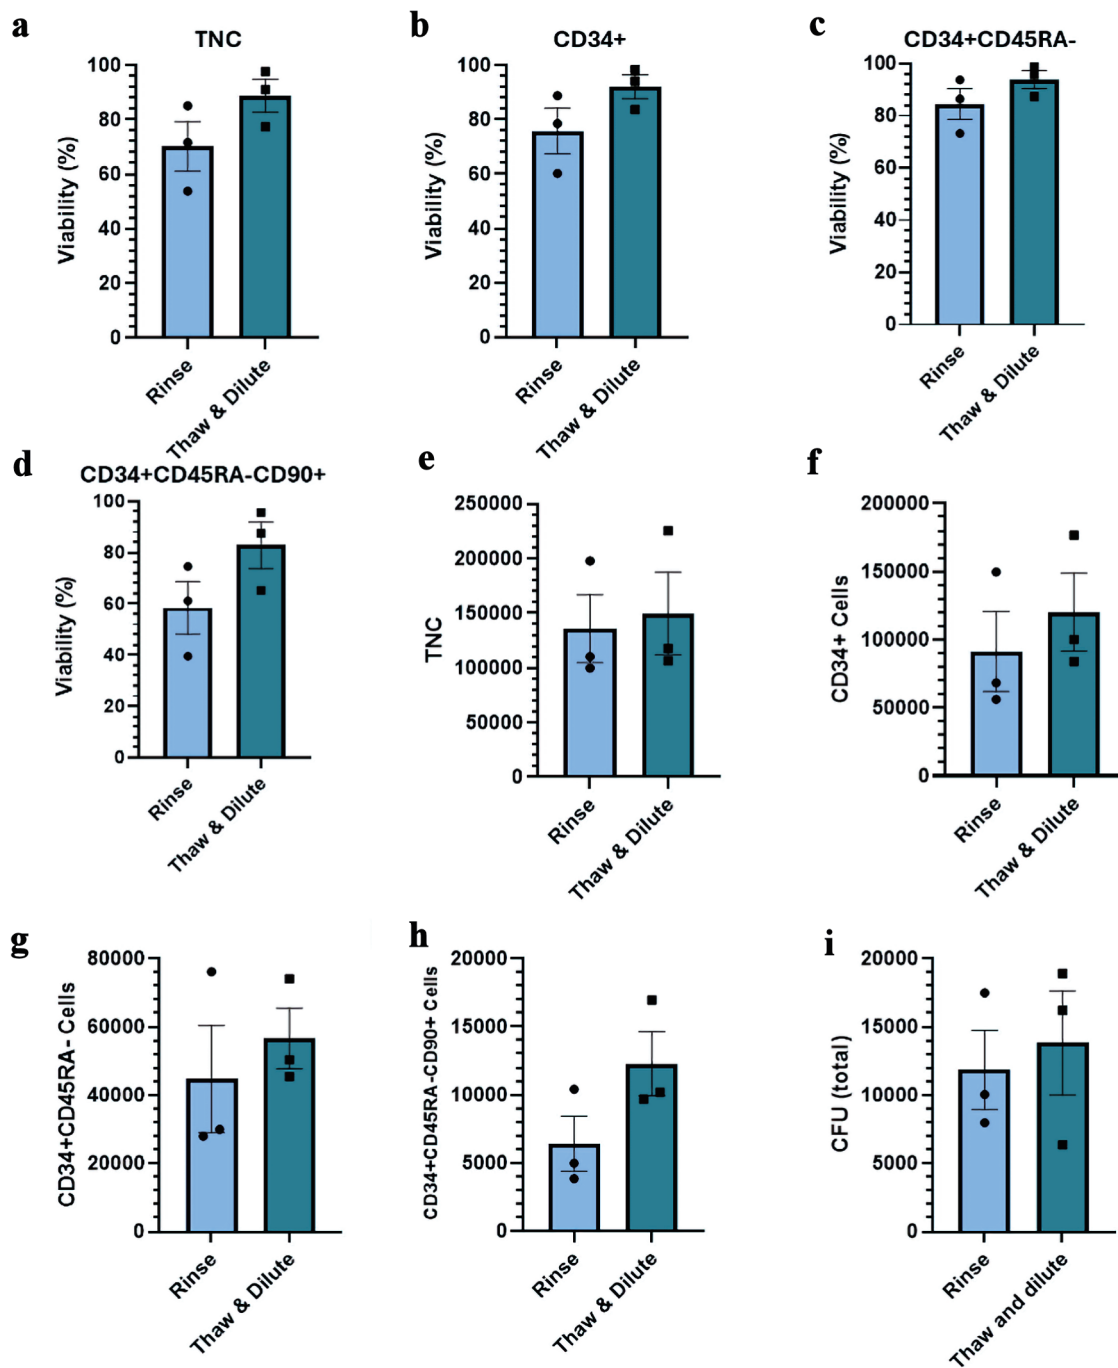 a
TNC
Viability (%)
100
80
60
40
20
0
Rinse
Thaw & Dilute
b
CD34+
Viability (%)
100
80
60
40
20
0
Rinse
Thaw & Dilute
c
CD34+CD45RA-
Viability (%)
100
80
60
40
20
0
Rinse
Thaw & Dilute
d
CD34+CD45RA-CD90+
Viability (%)
100
80
60
40
20
0
Rinse
Thaw & Dilute
e
TNC
250000
200000
150000
100000
50000
0
Rinse
Thaw & Dilute
f
CD34+ Cells
200000
150000
100000
50000
0
Rinse
Thaw & Dilute
g
CD34+CD45RA- Cells
80000
60000
40000
20000
0
Rinse
Thaw & Dilute
h
CD34+CD45RA-CD90+ Cells
20000
15000
10000
5000
0
Rinse
Thaw & Dilute
i
CFU (total)
20000
15000
10000
5000
0
Rinse
Thaw and dilute